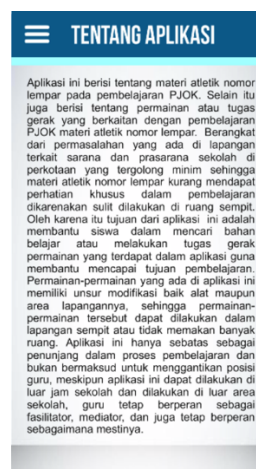 TENTANG APLIKASI
Aplikasi ini berisi tentang materi atletik nomor
lempar pada pembelajaran PJOK. Selain itu
juga berisi tentang permainan atau tugas
gerak yang berkaitan dengan pembelajaran
PJOK materi atletik nomor lempar. Berangkat
dari permasalahan yang ada di lapangan
terkait sarana dan prasarana sekolah di
perkotaan yang tergolong minim sehingga
materi atletik nomor lempar kurang mendapat
perhatian khusus dalam pembelajaran
dikarenakan sulit dilakukan di ruang sempit.
Oleh karena itu tujuan dari aplikasi ini adalah
membantu siswa dalam mencari bahan
belajar atau melakukan tugas gerak
permainan yang terdapat dalam aplikasi guna
membantu mencapai tujuan pembelajaran.
Permainan-permainan yang ada di aplikasi ini
memiliki unsur modifikasi baik alat maupun
area lapangannya, sehingga permainan-
permainan tersebut dapat dilakukan dalam
lapangan sempit atau tidak memakan banyak
ruang. Aplikasi ini hanya sebatas sebagai
penunjang dalam proses pembelajaran dan
bukan bermaksud untuk menggantikan posisi
guru, meskipun aplikasi ini dapat dilakukan di
luar jam sekolah dan dilakukan di luar area
sekolah, guru tetap berperan sebagai
fasilitator, mediator, dan juga tetap berperan
sebagaimana mestinya.